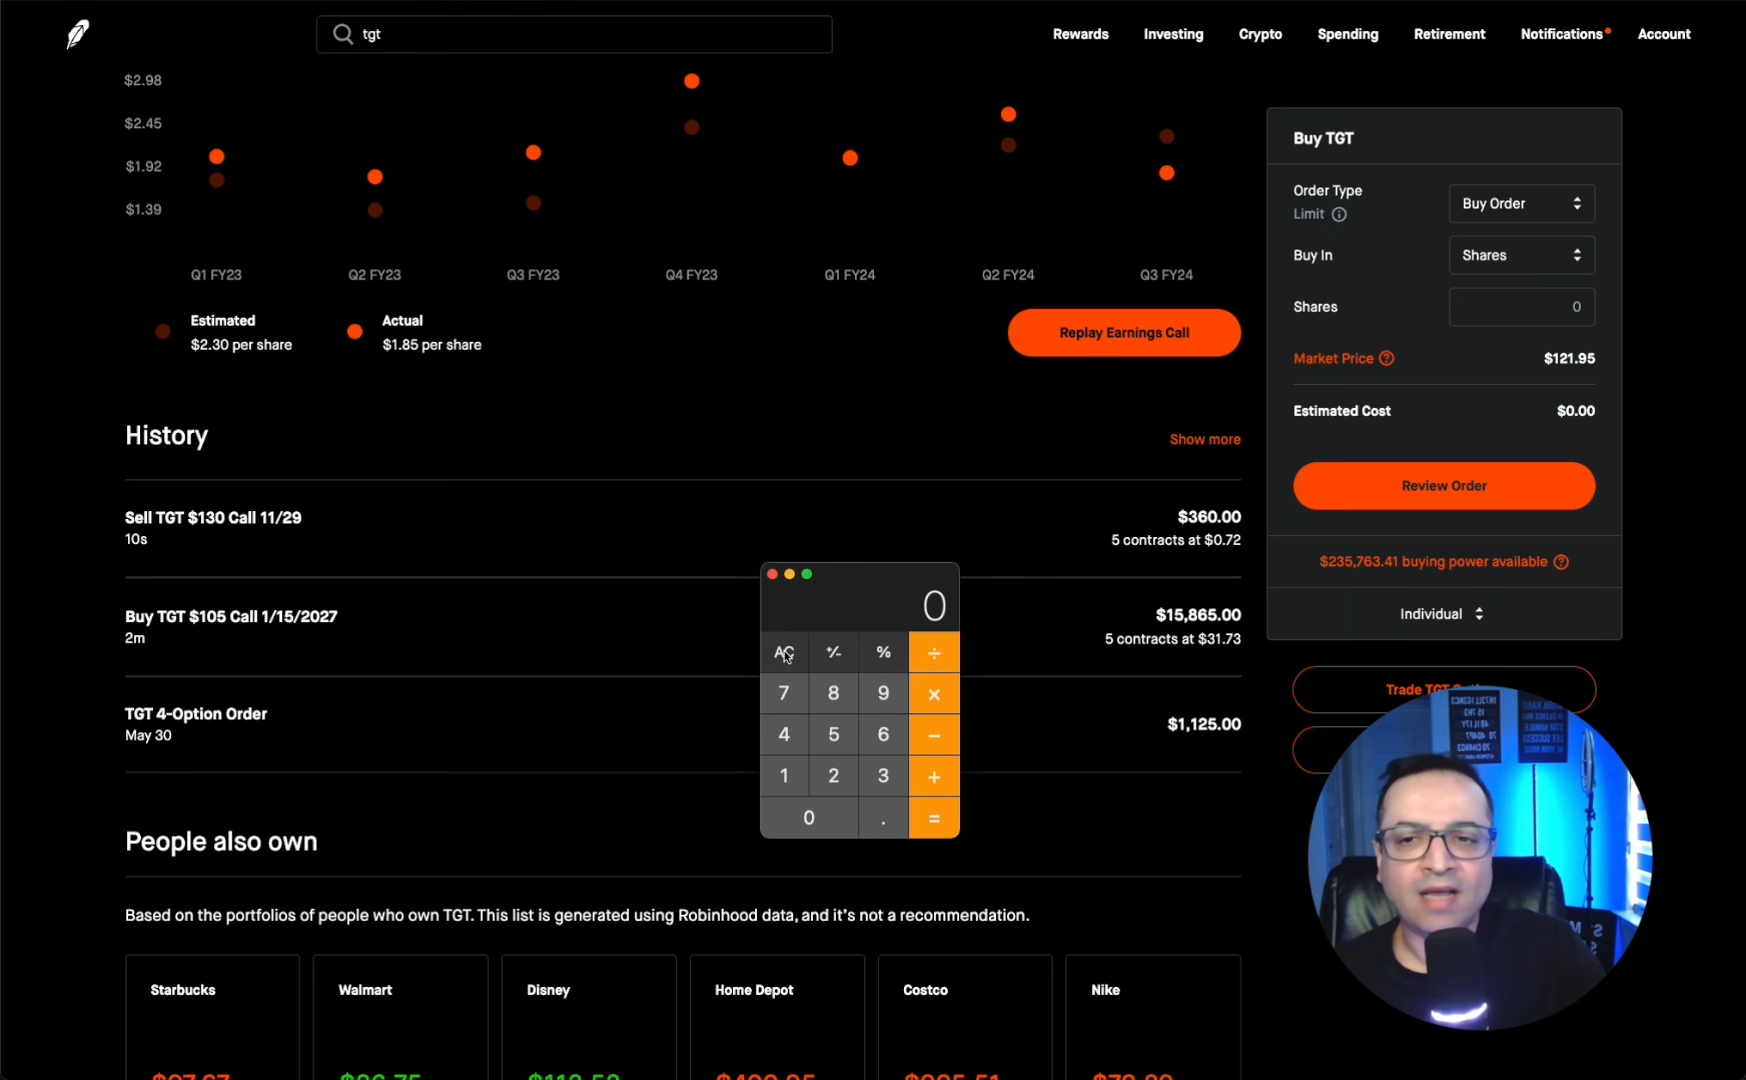 tgt
Rewards
Investing
Crypto
Spending
Retirement
Notifications
Account
$2.98
$2.45
$1.92
$1.39
Q1 FY23
Q2 FY23
Q3 FY23
Q4 FY23
Q1 FY24
Q2 FY24
Q3 FY24
Estimated
$2.30 per share
Actual
$1.85 per share
Replay Earnings Call
History
Show more
Sell TGT $130 Call 11/29
10s
$360.00
5 contracts at $0.72
Buy TGT $105 Call 1/15/2027
2m
$15,865.00
5 contracts at $31.73
TGT 4-Option Order
May 30
$1,125.00
0
AC +/- % ÷
7 8 9 ×
4 5 6 −
1 2 3 +
0 . =
People also own
Based on the portfolios of people who own TGT. This list is generated using Robinhood data, and it's not a recommendation.
Starbucks
Walmart
Disney
Home Depot
Costco
Nike
Buy TGT
Order Type
Limit
Buy Order
Buy In
Shares
Shares
0
Market Price
$121.95
Estimated Cost
$0.00
Review Order
$235,763.41 buying power available
Individual
Trade TGT